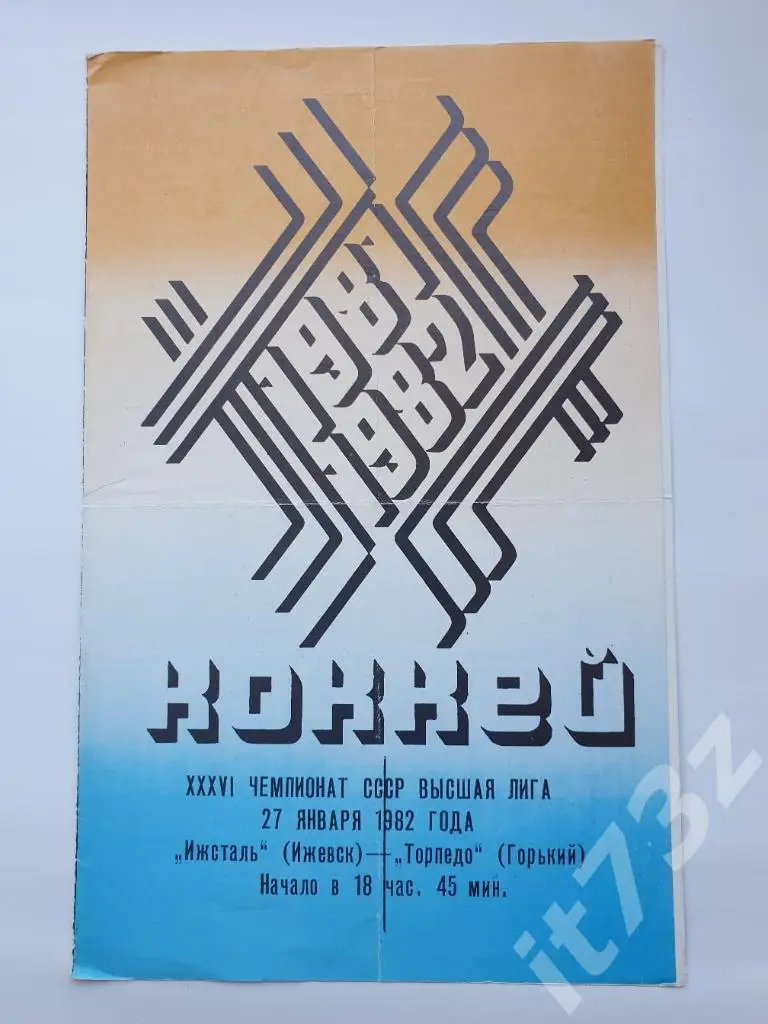 1981
1982
ХОККЕЙ
XXXVI ЧЕМПИОНАТ СССР ВЫСШАЯ ЛИГА
27 ЯНВАРЯ 1982 ГОДА
„Ижсталь“ (Ижевск)—„Торпедо“ (Горький)
Начало в 18 час. 45 мин.
it73z